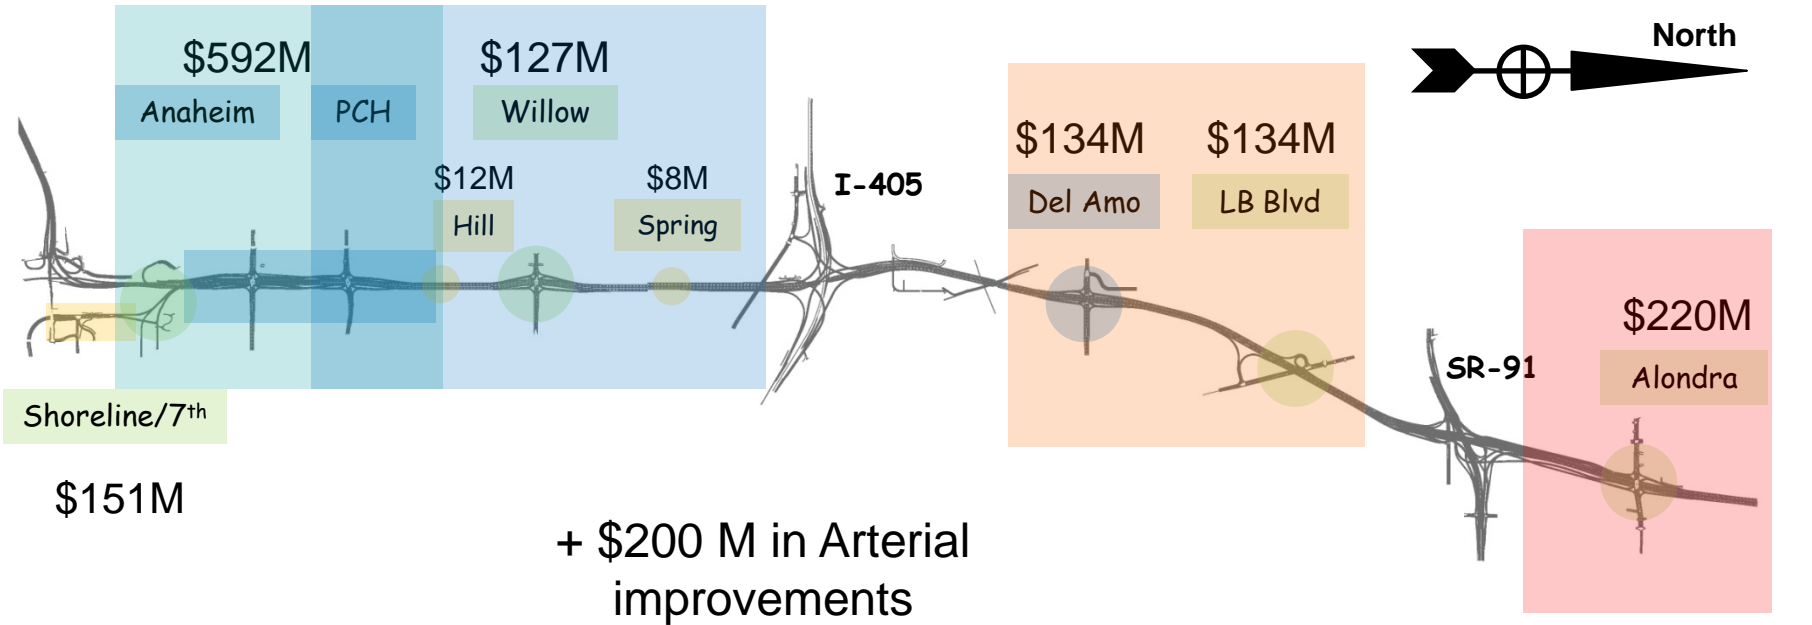 North
$592M
$127M
Anaheim
PCH
Willow
$134M
$134M
$12M
$8M
I-405
Del Amo
LB Blvd
Hill
Spring
$220M
SR-91
Alondra
Shoreline/7th
$151M
+ $200 M in Arterial
improvements